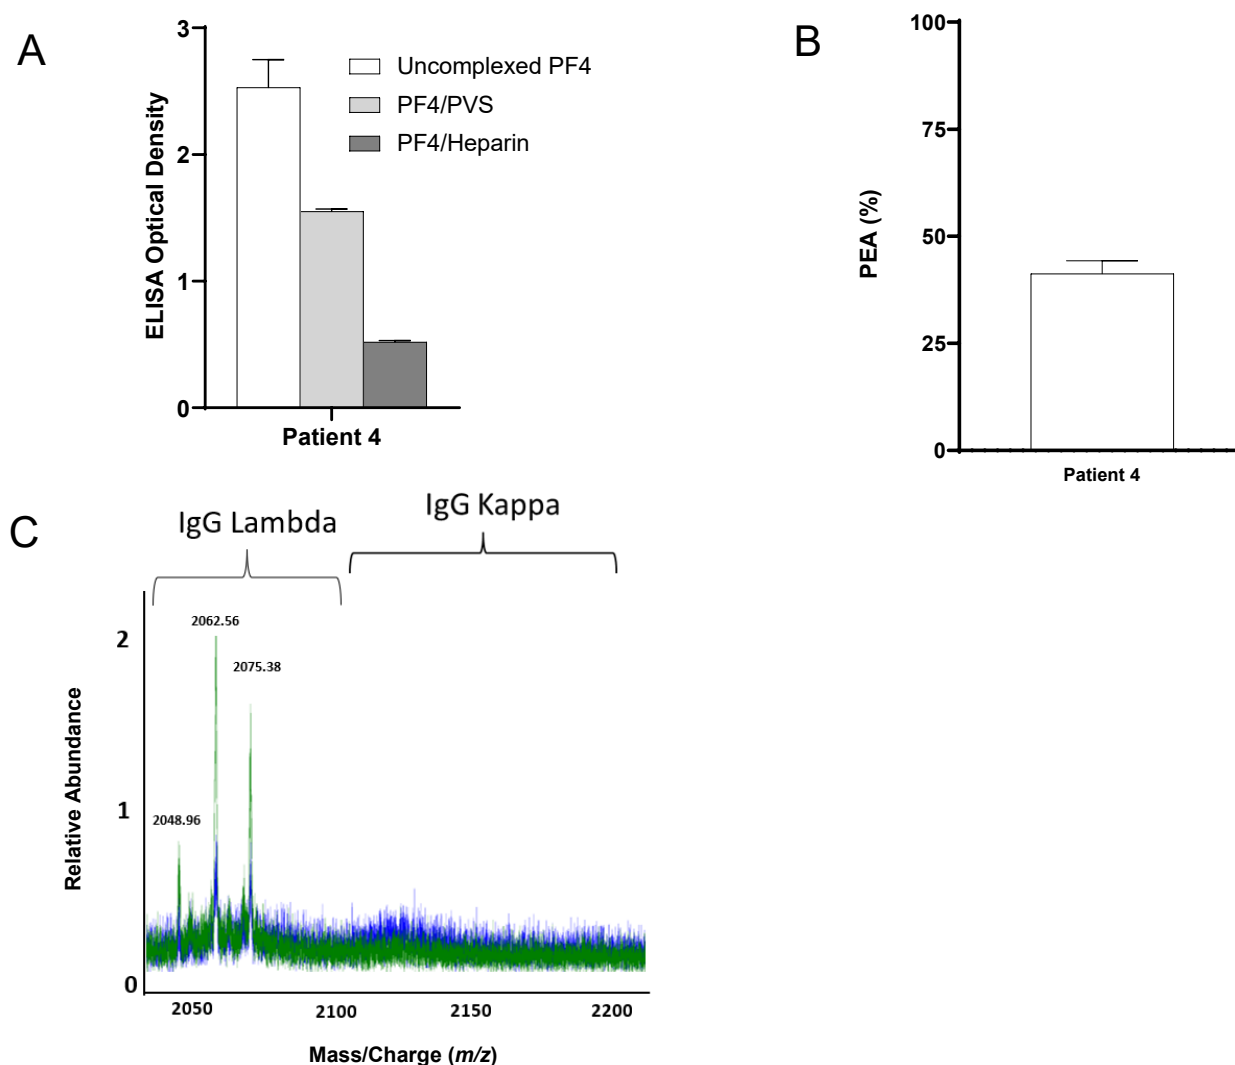 A
3
2
1
0
ELISA Optical Density
Uncomplexed PF4
PF4/PVS
PF4/Heparin
Patient 4
B
100
75
50
25
0
PEA (%)
Patient 4
C
IgG Lambda
IgG Kappa
2062.56
2075.38
2048.96
2
1
0
Relative Abundance
2050 2100 2150 2200
Mass/Charge (m/z)